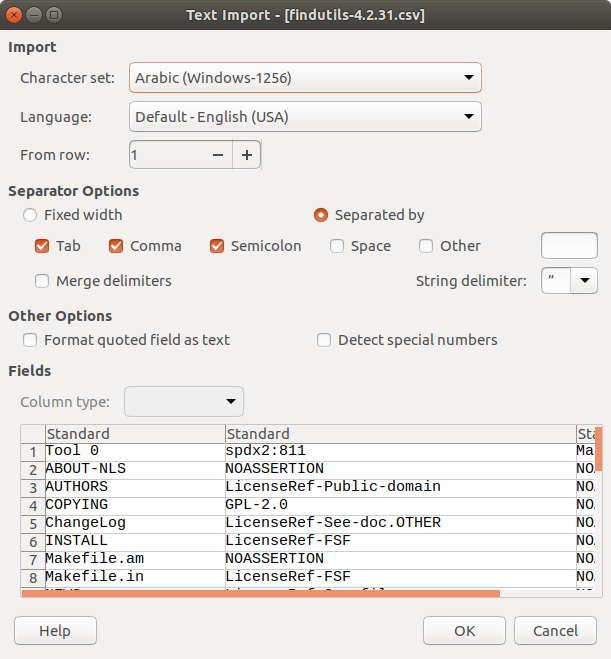 Text Import - [findutils-4.2.31.csv]
Import
Character set: Arabic (Windows-1256)
Language: Default - English (USA)
From row: 1 − +
Separator Options
Fixed width Separated by
Tab Comma Semicolon Space Other
Merge delimiters String delimiter: "
Other Options
Format quoted field as text Detect special numbers
Fields
Column type:
Standard Standard Sta
1 Tool 0 spdx2:811 Ma
2 ABOUT-NLS NOASSERTION NO
3 AUTHORS LicenseRef-Public-domain NO
4 COPYING GPL-2.0 NO
5 ChangeLog LicenseRef-See-doc.OTHER NO
6 INSTALL LicenseRef-FSF NO
7 Makefile.am NOASSERTION NO
8 Makefile.in LicenseRef-FSF NO
Help OK Cancel